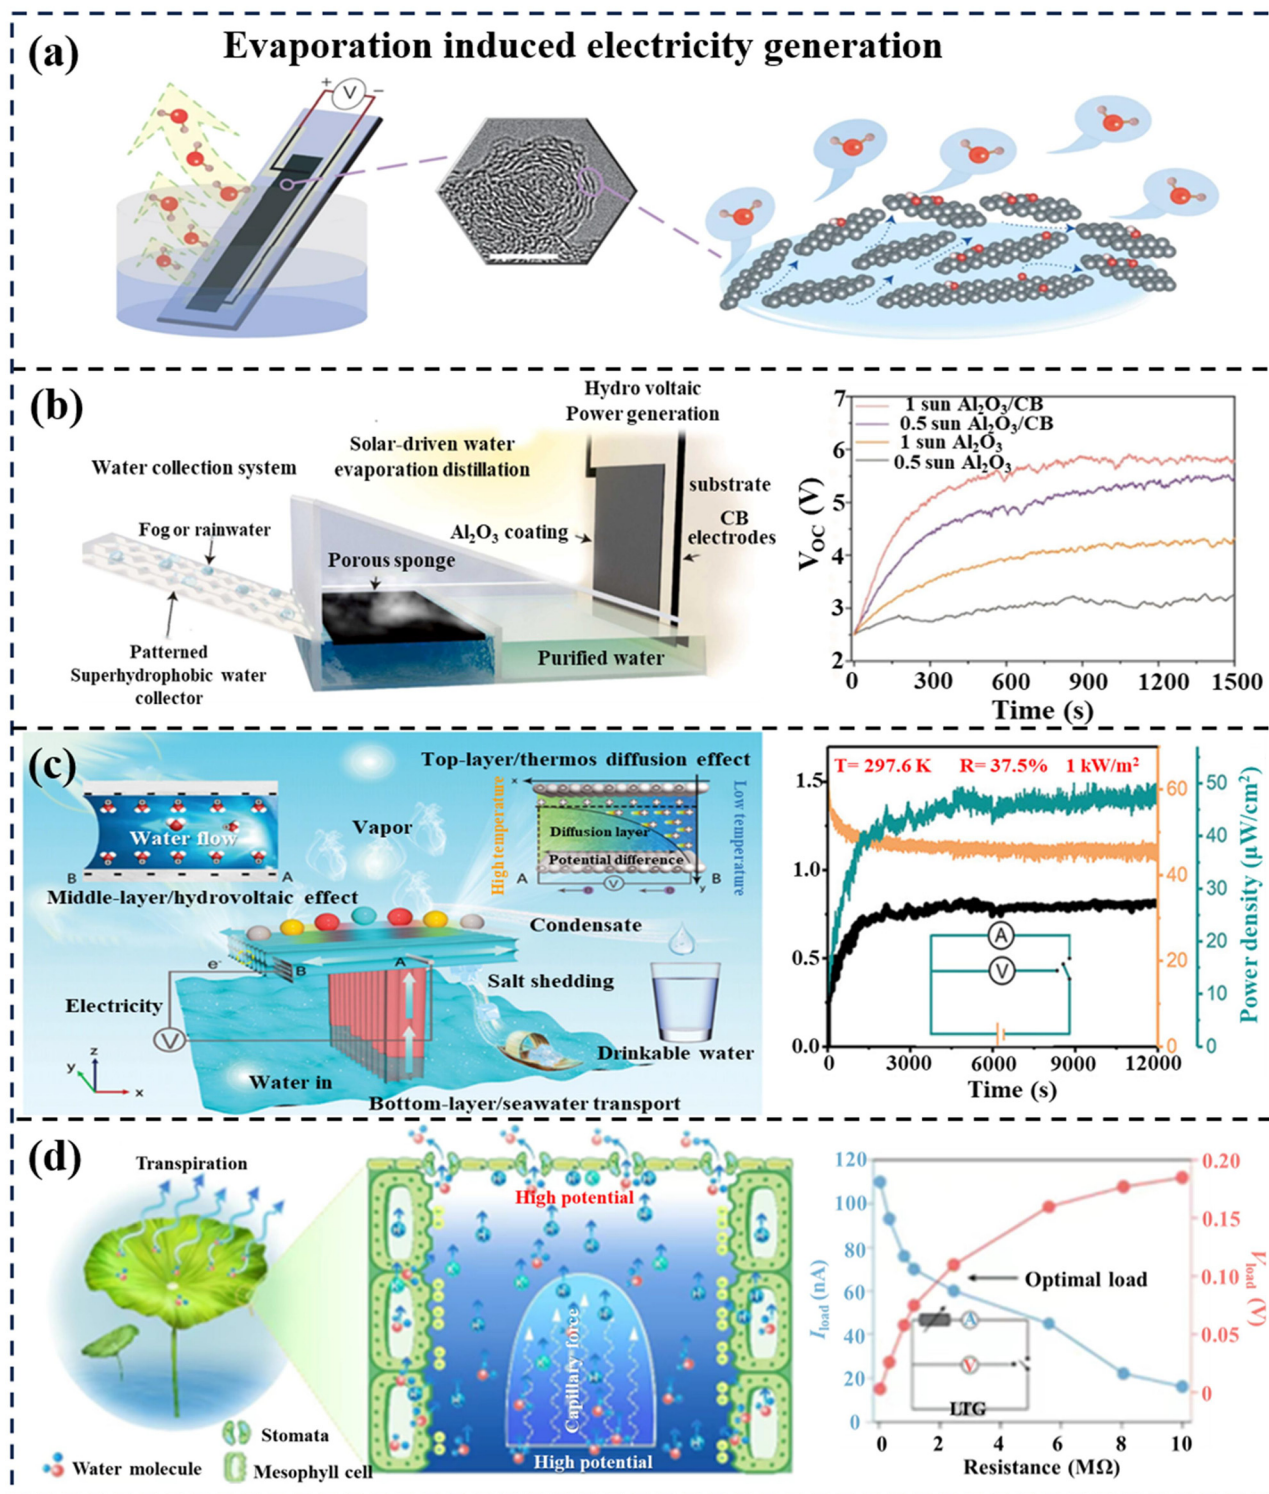 (a)
Evaporation induced electricity generation
+
V
−
(b)
Water collection system
Fog or rainwater
Patterned
Superhydrophobic water
collector
Solar-driven water
evaporation distillation
Porous sponge
Hydro voltaic
Power generation
Al₂O₃ coating
substrate
CB
electrodes
Purified water
7
6
5
4
3
2
V_OC (V)
1 sun Al₂O₃/CB
0.5 sun Al₂O₃/CB
1 sun Al₂O₃
0.5 sun Al₂O₃
0 300 600 900 1200 1500
Time (s)
(c)
Water flow
B A
Middle-layer/hydrovoltaic effect
Vapor
Top-layer/thermos diffusion effect
x
High temperature
Low temperature
Diffusion layer
Potential difference
A V B
y
Condensate
e⁻
B
A
Salt shedding
Electricity
V
Drinkable water
Water in
Bottom-layer/seawater transport
z
y
x
T= 297.6 K R= 37.5% 1 kW/m²
1.5
1.0
0.5
0.0
60
40
20
0
50
40
30
20
10
0
Power density (μW/cm²)
A
V
0 3000 6000 9000 12000
Time (s)
(d)
Transpiration
High potential
Capillary force
High potential
Stomata
Water molecule
Mesophyll cell
120
100
80
60
40
20
0
I_load (nA)
0.20
0.15
0.10
0.05
0
V_load (V)
Optimal load
A
V
LTG
0 2 4 6 8 10
Resistance (MΩ)